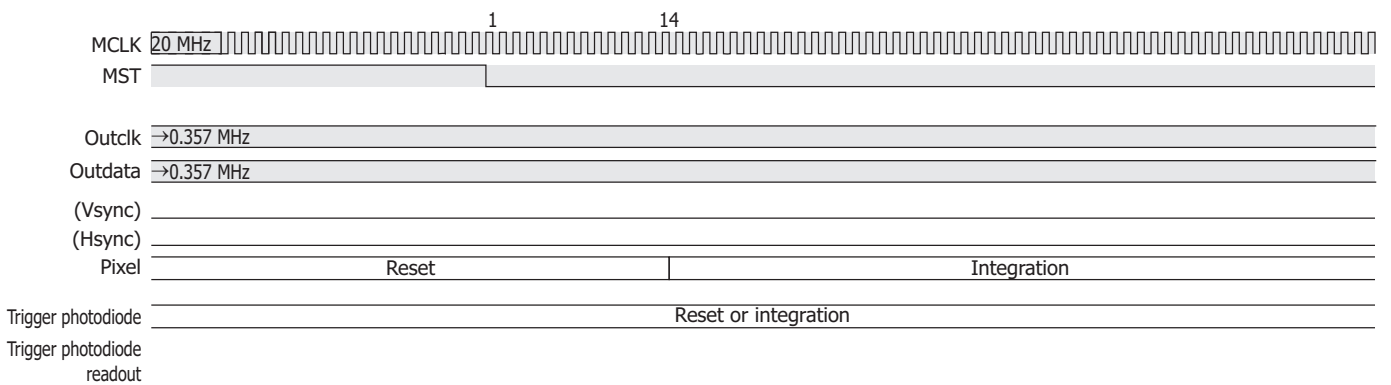 1 14
MCLK 20 MHz
MST
Outclk →0.357 MHz
Outdata →0.357 MHz
(Vsync)
(Hsync)
Pixel Reset Integration
Trigger photodiode Reset or integration
Trigger photodiode
readout